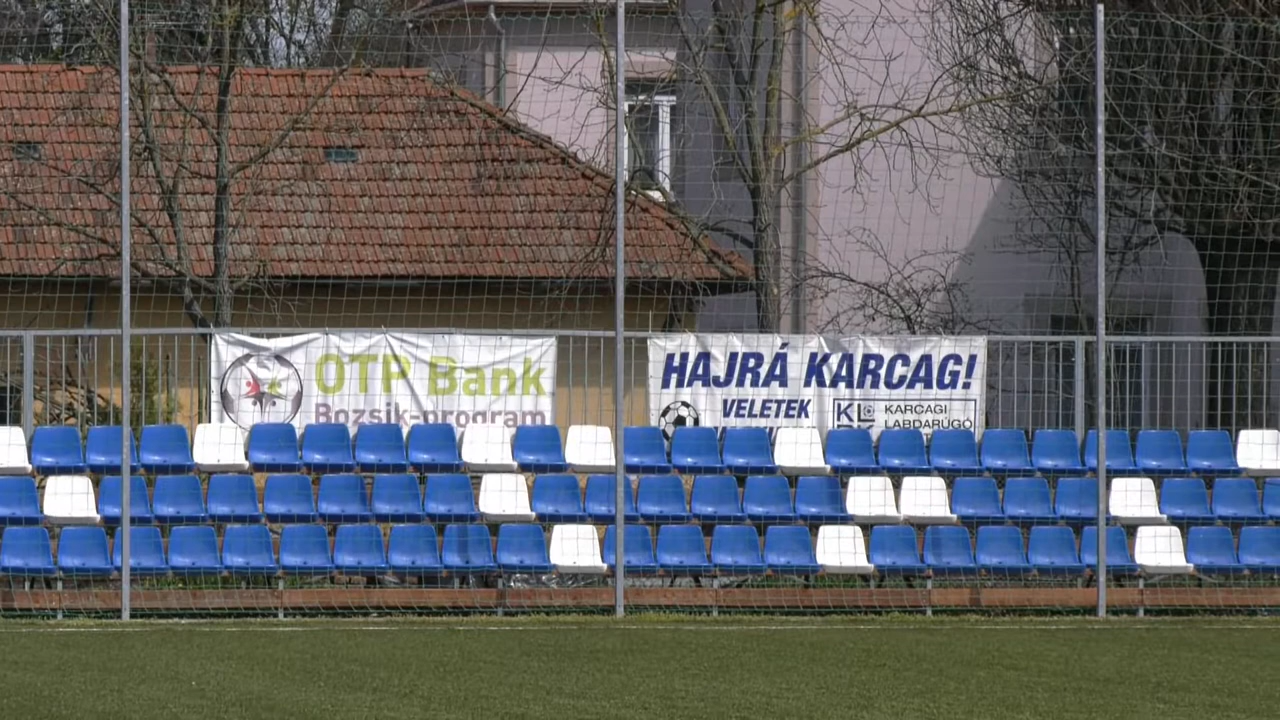 OTP Bank
Bozsik-program
HAJRÁ KARCAG!
VELETEK
KARCAGI
LABDARÚGÓ